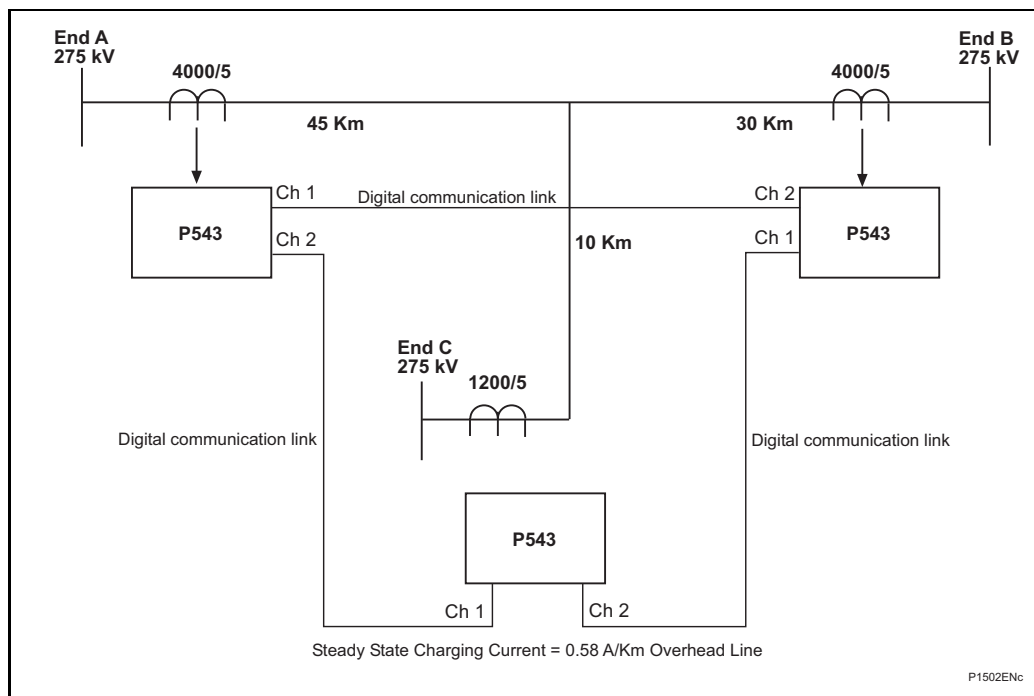 End A
275 kV
4000/5
45 Km
4000/5
30 Km
End B
275 kV
P543
Ch 1
Ch 2
Digital communication link
Ch 2
Ch 1
P543
10 Km
End C
275 kV
1200/5
Digital communication link
Digital communication link
P543
Ch 1
Ch 2
Steady State Charging Current = 0.58 A/Km Overhead Line
P1502ENc